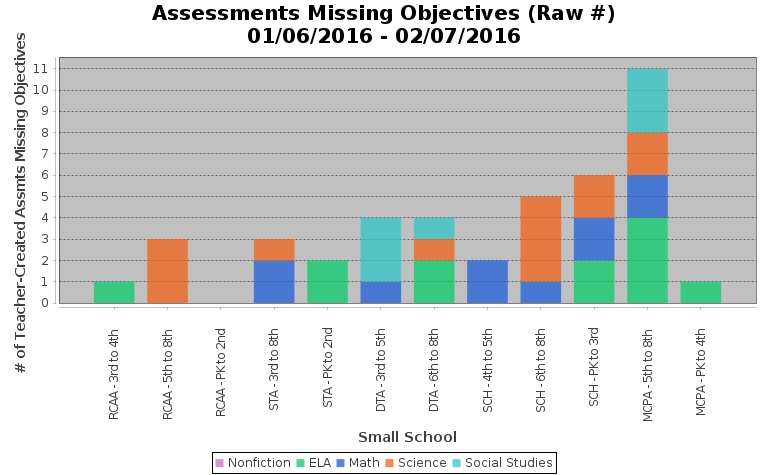 Assessments Missing Objectives (Raw #)
01/06/2016 - 02/07/2016
# of Teacher-Created Assmts Missing Objectives
11
10
9
8
7
6
5
4
3
2
1
0
RCAA - 3rd to 4th
RCAA - 5th to 8th
RCAA - PK to 2nd
STA - 3rd to 8th
STA - PK to 2nd
DTA - 3rd to 5th
DTA - 6th to 8th
SCH - 4th to 5th
SCH - 6th to 8th
SCH - PK to 3rd
MCPA - 5th to 8th
MCPA - PK to 4th
Small School
Nonfiction ELA Math Science Social Studies